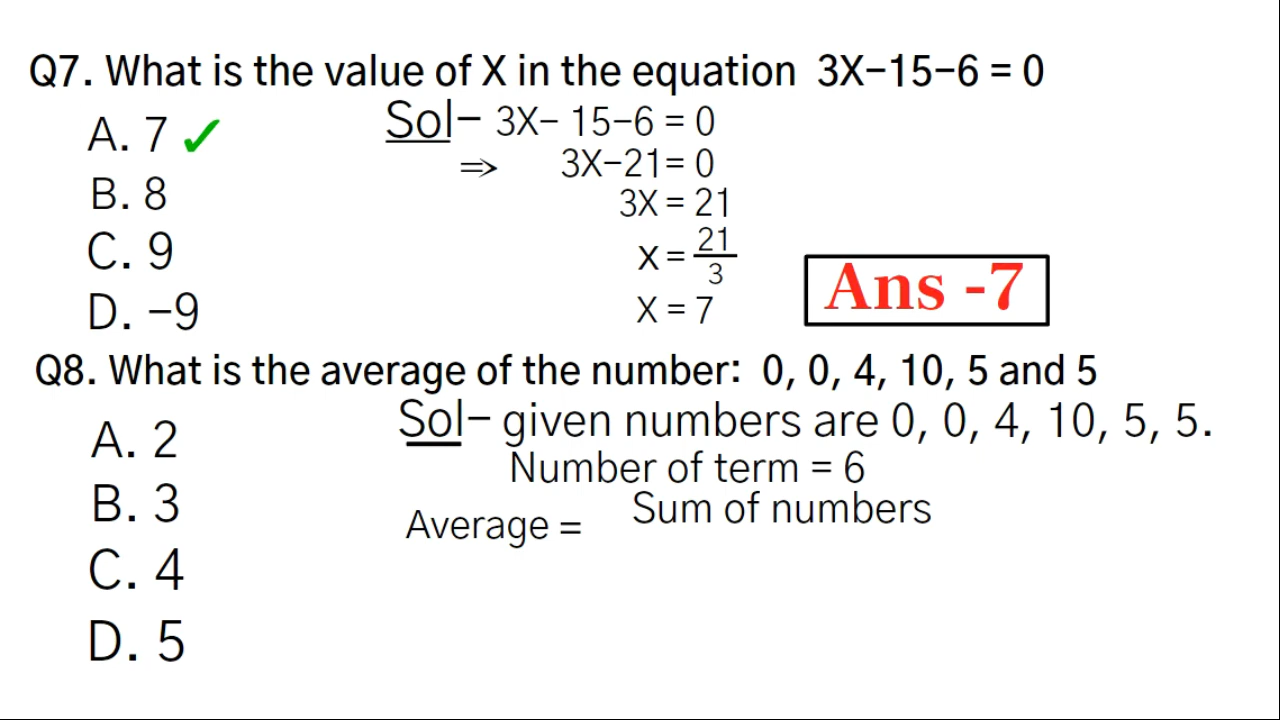 Q7. What is the value of X in the equation 3X−15−6 = 0
A. 7 ✓
B. 8
C. 9
D. −9
Sol− 3X− 15−6 = 0
⇒ 3X−21= 0
3X = 21
x = 21/3
X = 7
Ans -7
Q8. What is the average of the number: 0, 0, 4, 10, 5 and 5
A. 2
B. 3
C. 4
D. 5
Sol− given numbers are 0, 0, 4, 10, 5, 5.
Number of term = 6
Average = Sum of numbers